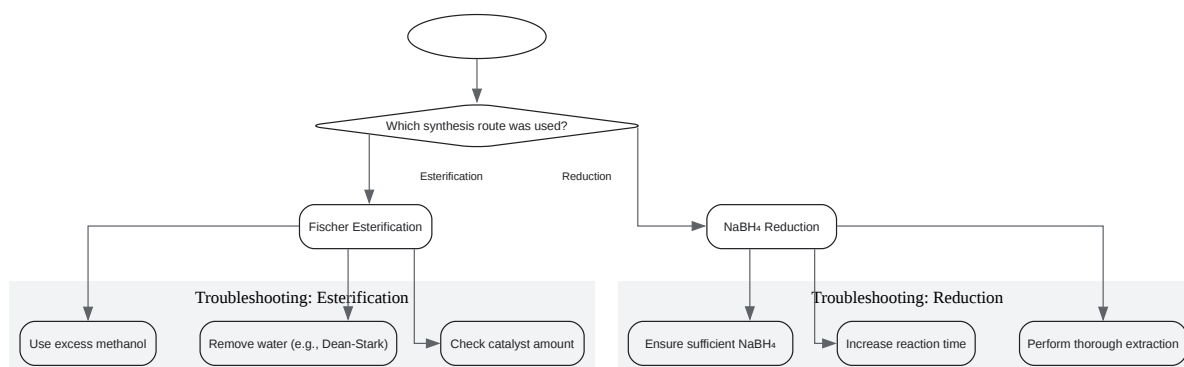 Which synthesis route was used?
Esterification
Reduction
Fischer Esterification
NaBH₄ Reduction
Troubleshooting: Esterification
Troubleshooting: Reduction
Use excess methanol
Remove water (e.g., Dean-Stark)
Check catalyst amount
Ensure sufficient NaBH₄
Increase reaction time
Perform thorough extraction